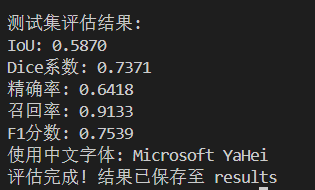 测试集评估结果:
IoU: 0.5870
Dice系数: 0.7371
精确率: 0.6418
召回率: 0.9133
F1分数: 0.7539
使用中文字体: Microsoft YaHei
评估完成! 结果已保存至 results